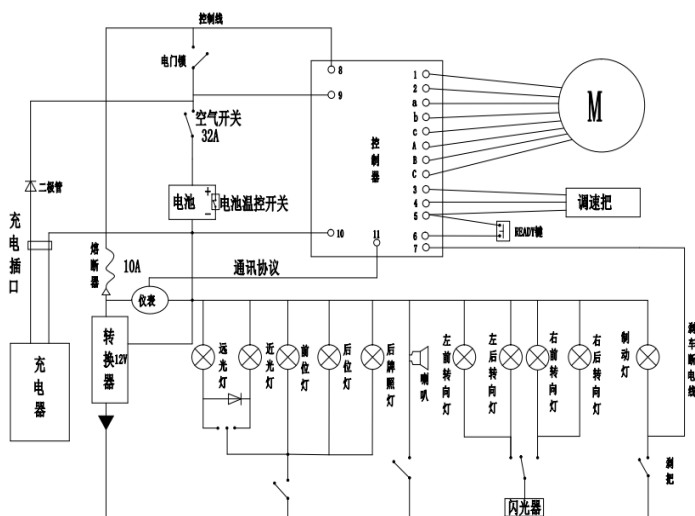 控制线
电门锁
8
9
空气开关
32A
控制器
1
2
a
b
c
A
B
C
3
4
5
6
7
M
调速把
READY键
二极管
电池
+
-
电池温控开关
10
11
充电插口
熔断器
10A
通讯协议
仪表
转换器
12V
充电器
远光灯
近光灯
前位灯
后位灯
后牌照灯
喇叭
左前转向灯
左后转向灯
右前转向灯
右后转向灯
制动灯
刹车断电线
刹把
闪光器